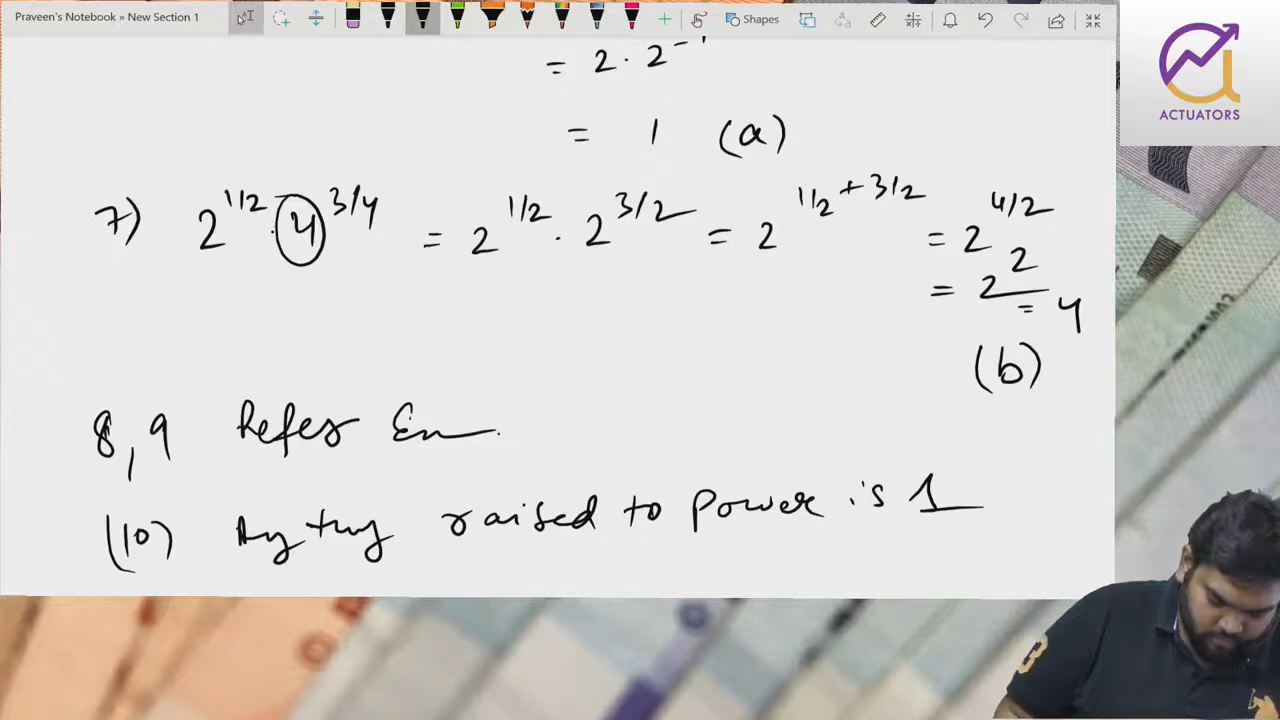 Praveen's Notebook » New Section 1
Shapes
ACTUATORS
= 2 · 2⁻¹
= 1 (a)
7) 2^1/2 · 4^3/4 = 2^1/2 · 2^3/2 = 2^1/2+3/2 = 2^4/2
= 2^2
= 4
(b)
8, 9 Refer
(10) raised to Power is 1